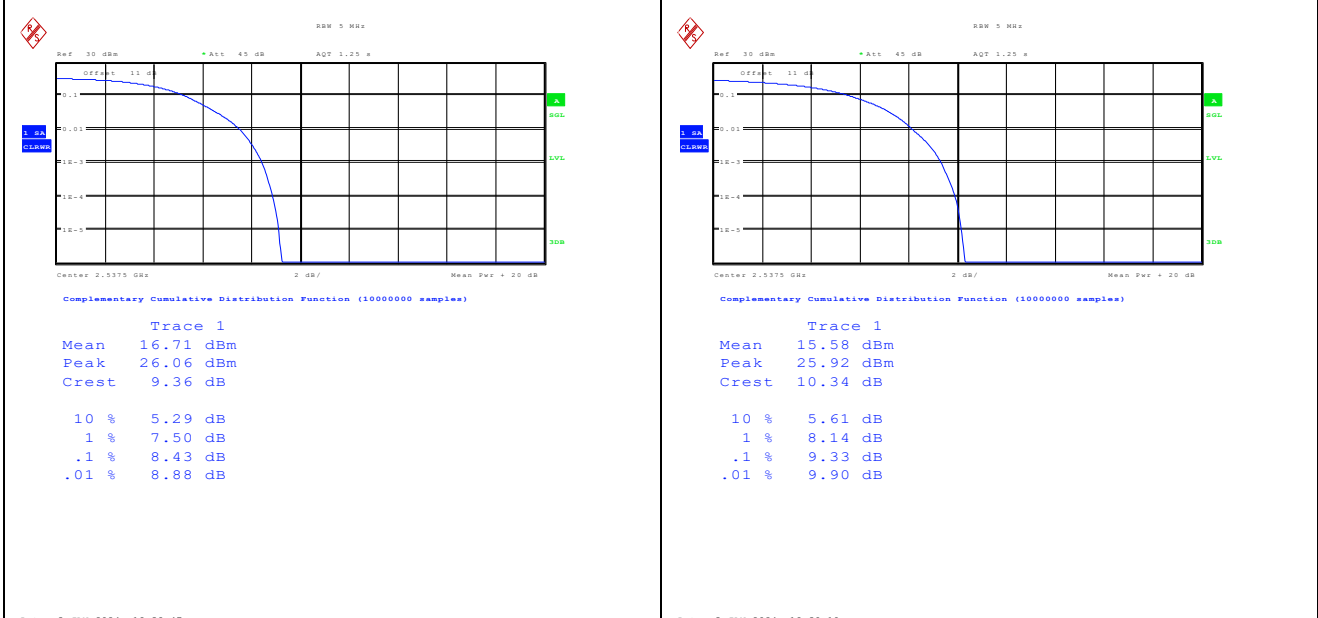 RBW 5 MHz
Ref 30 dBm * Att 45 dB AQT 1.25 s
Offset 11 dB
0.1
0.01
1E-3
1E-4
1E-5
1 SA
CLRWR
A
SGL
LVL
3DB
Center 2.5375 GHz 2 dB/ Mean Pwr + 20 dB
Complementary Cumulative Distribution Function (10000000 samples)
Trace 1
Mean 16.71 dBm
Peak 26.06 dBm
Crest 9.36 dB
10 % 5.29 dB
1 % 7.50 dB
.1 % 8.43 dB
.01 % 8.88 dB
RBW 5 MHz
Ref 30 dBm * Att 45 dB AQT 1.25 s
Offset 11 dB
0.1
0.01
1E-3
1E-4
1E-5
1 SA
CLRWR
A
SGL
LVL
3DB
Center 2.5375 GHz 2 dB/ Mean Pwr + 20 dB
Complementary Cumulative Distribution Function (10000000 samples)
Trace 1
Mean 15.58 dBm
Peak 25.92 dBm
Crest 10.34 dB
10 % 5.61 dB
1 % 8.14 dB
.1 % 9.33 dB
.01 % 9.90 dB